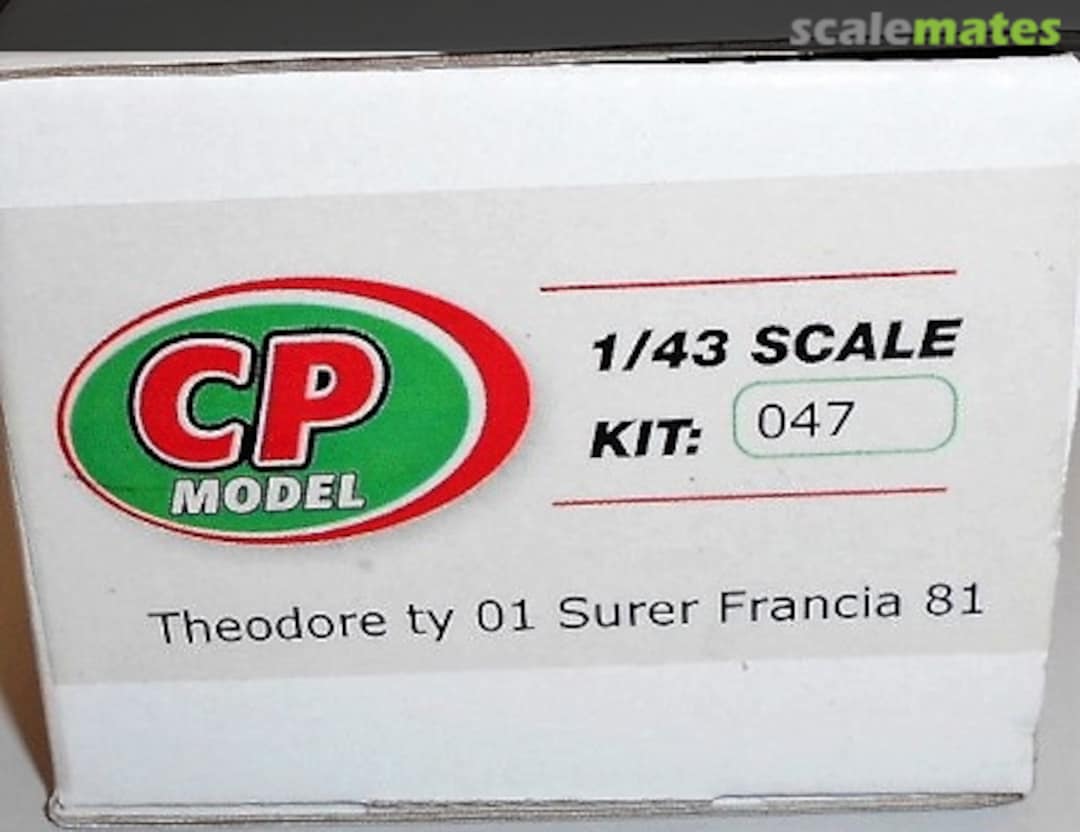 scalemates
CP
MODEL
1/43 SCALE
KIT: 047
Theodore ty 01 Surer Francia 81